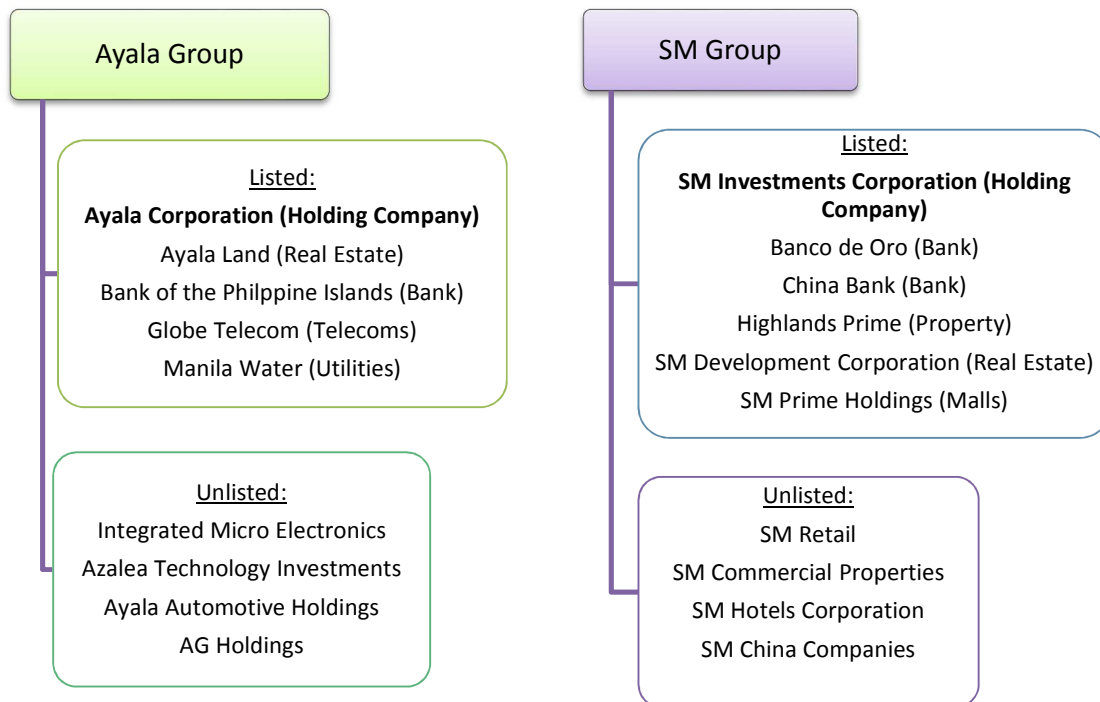 Ayala Group
Listed:
Ayala Corporation (Holding Company)
Ayala Land (Real Estate)
Bank of the Philppine Islands (Bank)
Globe Telecom (Telecoms)
Manila Water (Utilities)
Unlisted:
Integrated Micro Electronics
Azalea Technology Investments
Ayala Automotive Holdings
AG Holdings
SM Group
Listed:
SM Investments Corporation (Holding
Company)
Banco de Oro (Bank)
China Bank (Bank)
Highlands Prime (Property)
SM Development Corporation (Real Estate)
SM Prime Holdings (Malls)
Unlisted:
SM Retail
SM Commercial Properties
SM Hotels Corporation
SM China Companies